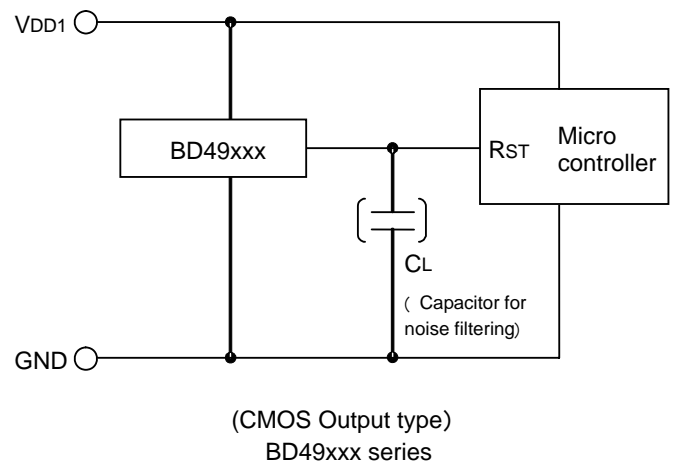 VDD1
BD49xxx
RST
Micro
controller
CL
( Capacitor for
noise filtering)
GND
(CMOS Output type)
BD49xxx series